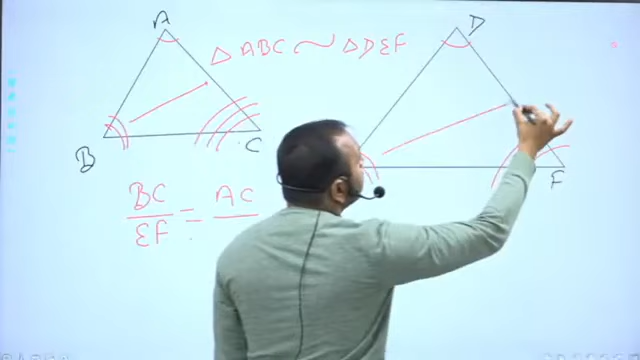 A
D
△ ABC ~ △DEF
B
C
F
BC/EF = AC